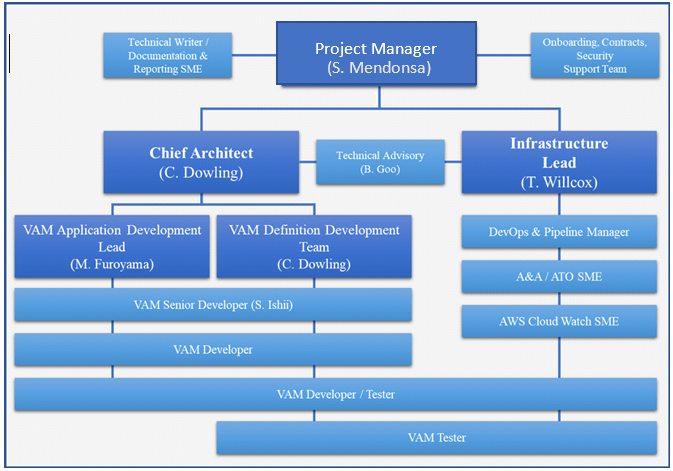 Technical Writer /
Documentation &
Reporting SME
Project Manager
(S. Mendonsa)
Onboarding, Contracts,
Security
Support Team
Chief Architect
(C. Dowling)
Technical Advisory
(B. Goo)
Infrastructure
Lead
(T. Willcox)
VAM Application Development
Lead
(M. Furoyama)
VAM Definition Development
Team
(C. Dowling)
DevOps & Pipeline Manager
A&A / ATO SME
VAM Senior Developer (S. Ishii)
AWS Cloud Watch SME
VAM Developer
VAM Developer / Tester
VAM Tester